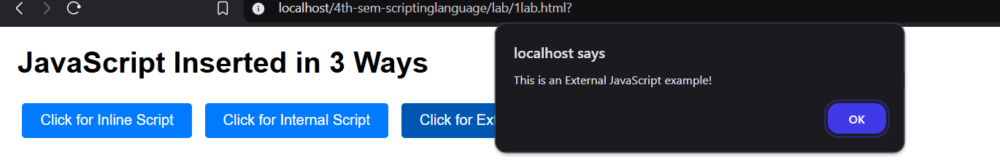 localhost/4th-sem-scriptinglanguage/lab/1lab.html?
JavaScript Inserted in 3 Ways
localhost says
This is an External JavaScript example!
OK
Click for Inline Script
Click for Internal Script
Click for Ext